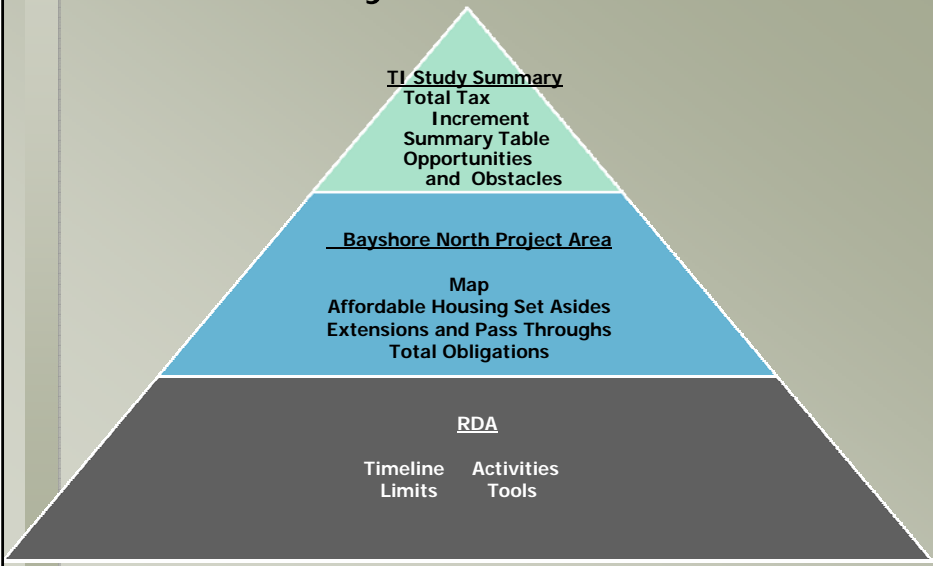 TI Study Summary
Total Tax
Increment
Summary Table
Opportunities
and Obstacles
Bayshore North Project Area
Map
Affordable Housing Set Asides
Extensions and Pass Throughs
Total Obligations
RDA
Timeline Activities
Limits Tools